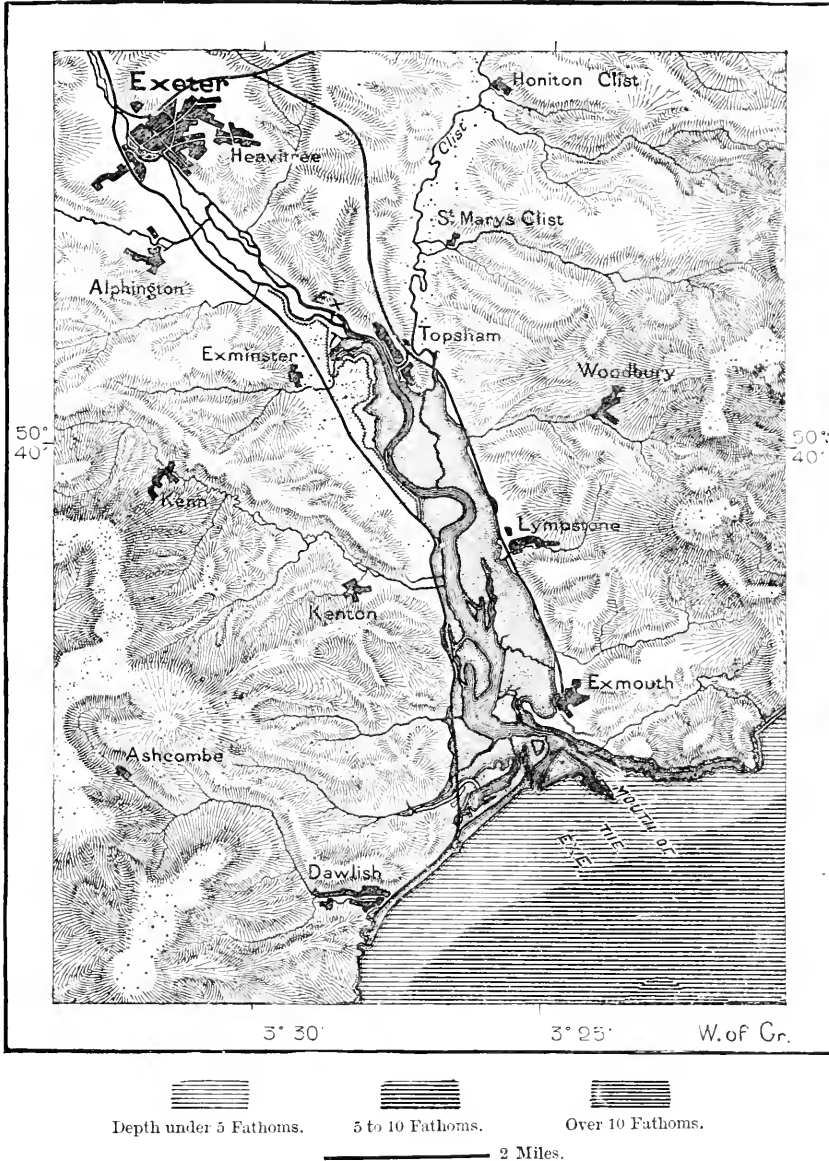 Exeter
Honiton Clist
Clist
Heavitree
St Marys Clist
Alphington
Topsham
Exminster
Woodbury
50°
40'
50°
40'
Kenn
Lympstone
Kenton
Exmouth
Ashcombe
MOUTH OF
THE
EXE
Dawlish
3° 30'
3° 25'
W. of Gr.
Depth under 5 Fathoms.
5 to 10 Fathoms.
Over 10 Fathoms.
2 Miles.